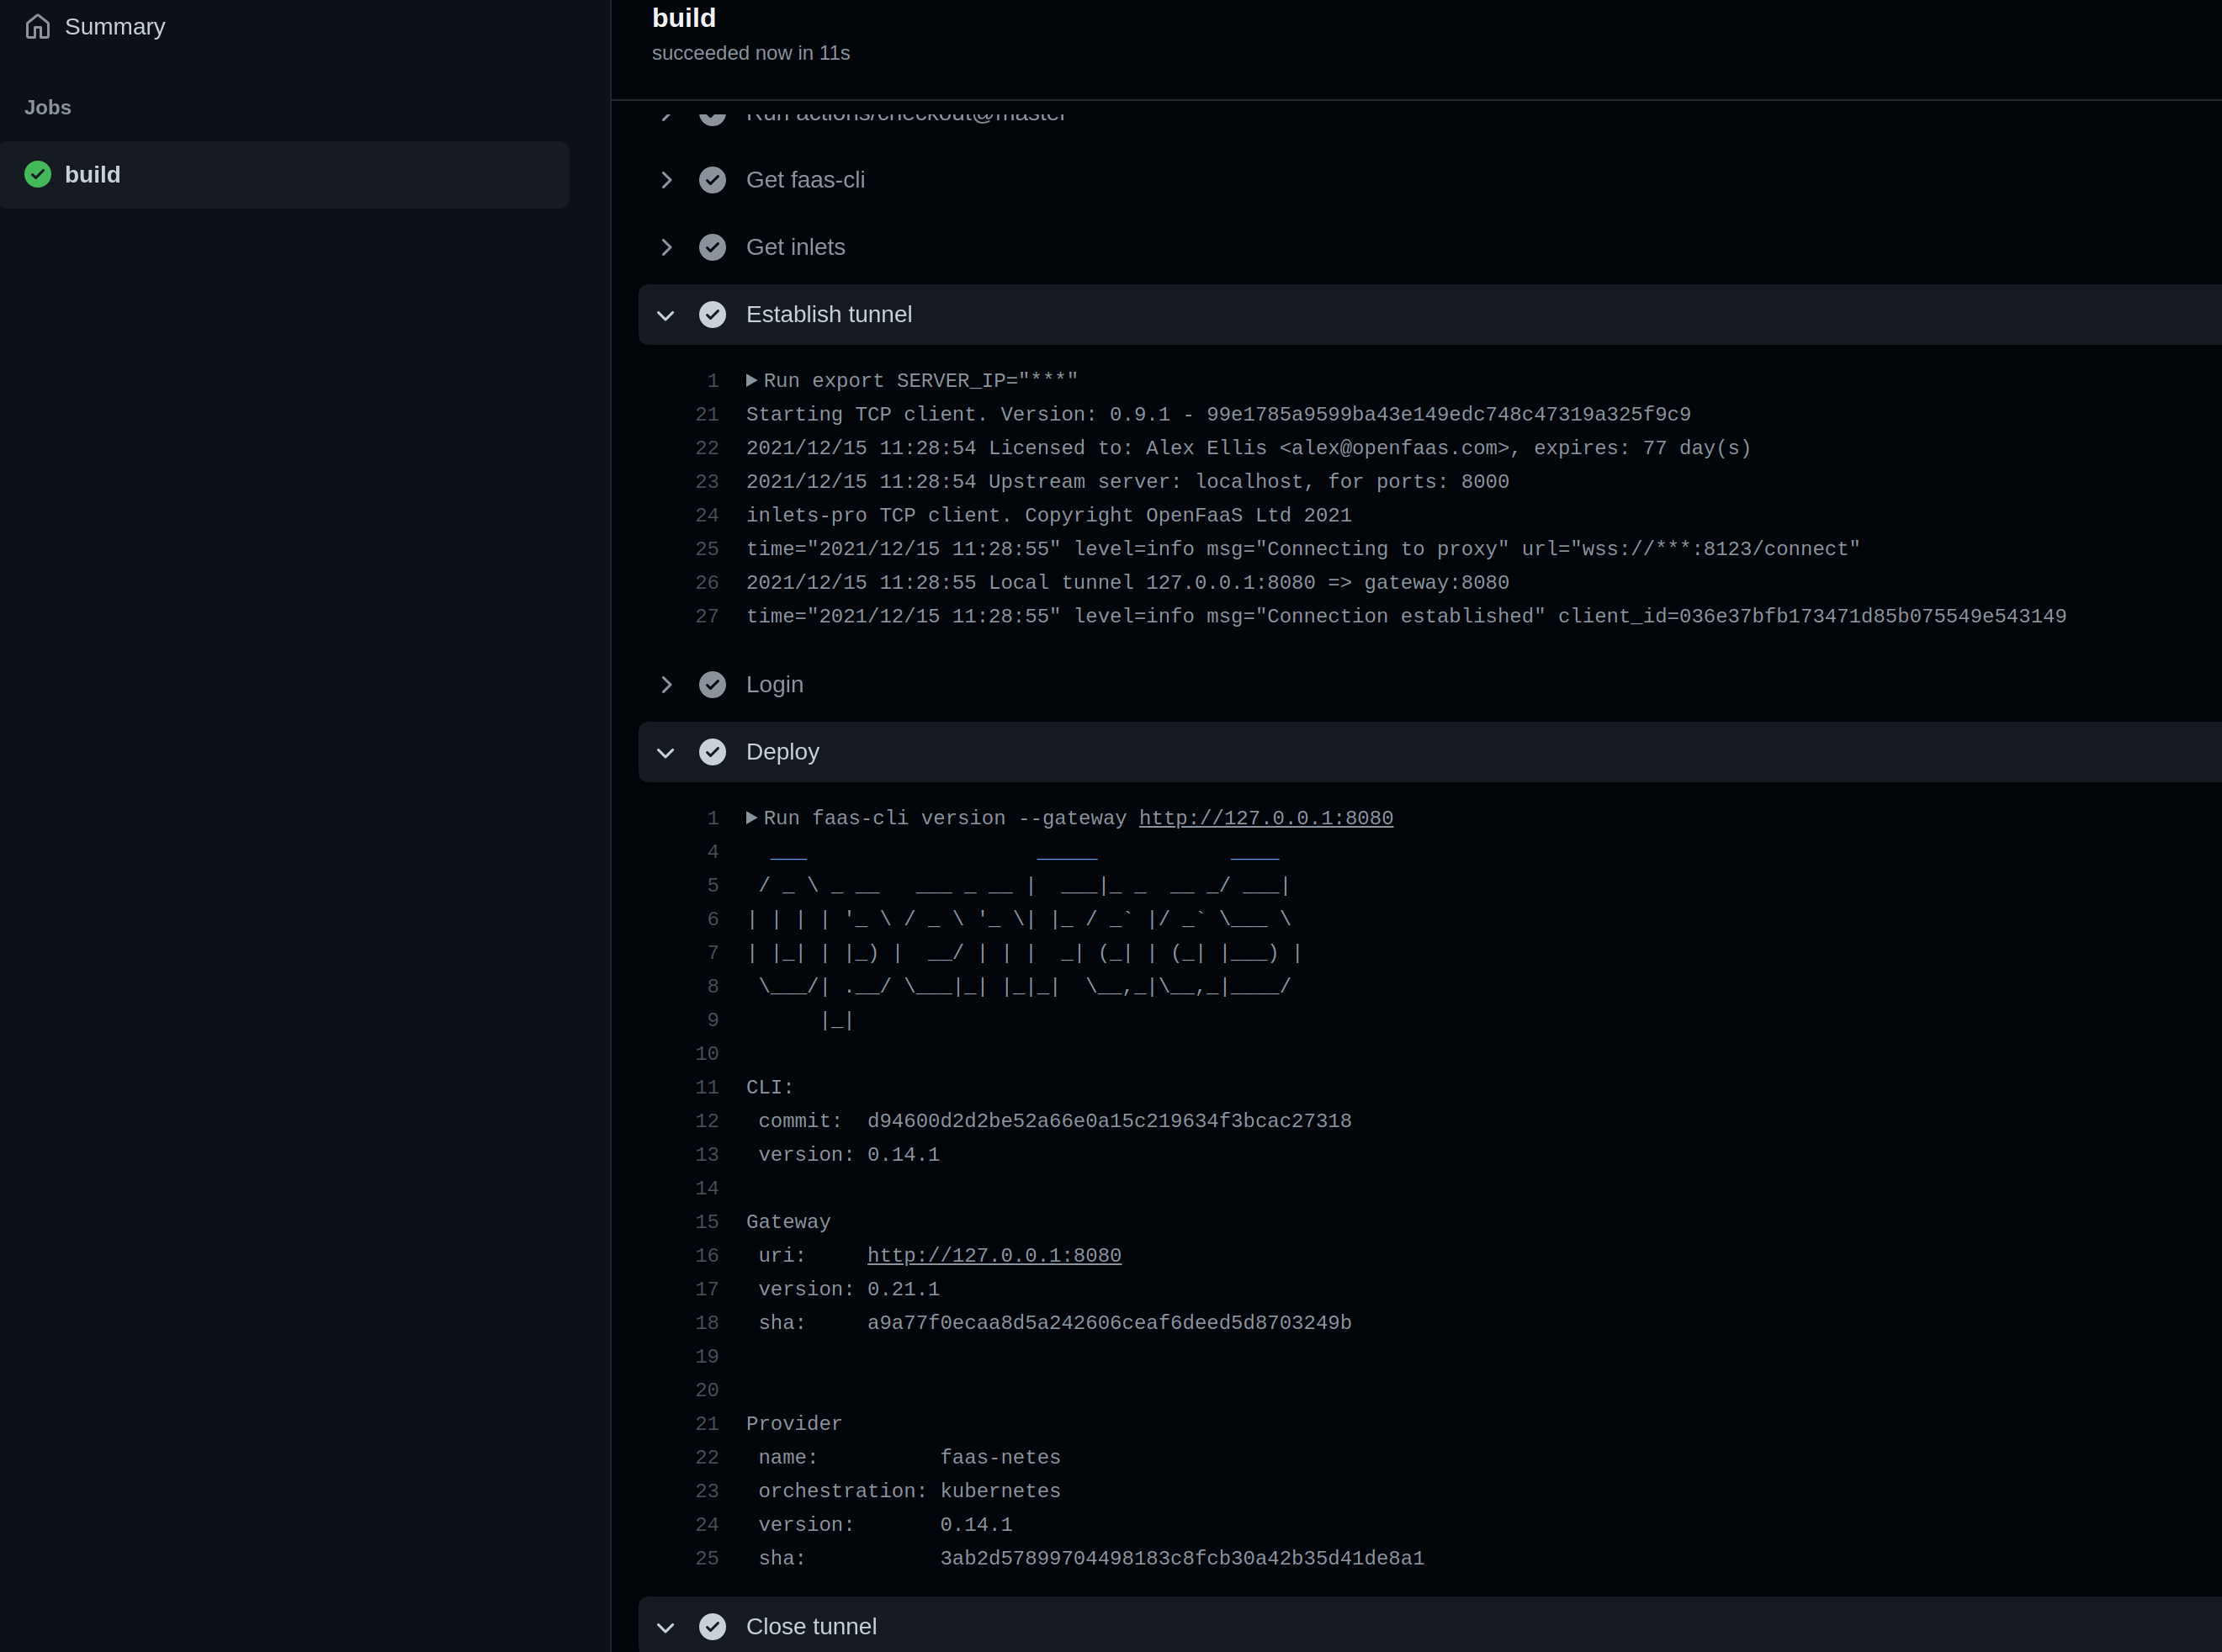 Summary
Jobs
build
build
succeeded now in 11s
Run actions/checkout@master
Get faas-cli
Get inlets
Establish tunnel
1 Run export SERVER_IP="***"
21 Starting TCP client. Version: 0.9.1 - 99e1785a9599ba43e149edc748c47319a325f9c9
22 2021/12/15 11:28:54 Licensed to: Alex Ellis <alex@openfaas.com>, expires: 77 day(s)
23 2021/12/15 11:28:54 Upstream server: localhost, for ports: 8000
24 inlets-pro TCP client. Copyright OpenFaaS Ltd 2021
25 time="2021/12/15 11:28:55" level=info msg="Connecting to proxy" url="wss://***:8123/connect"
26 2021/12/15 11:28:55 Local tunnel 127.0.0.1:8080 => gateway:8080
27 time="2021/12/15 11:28:55" level=info msg="Connection established" client_id=036e37bfb173471d85b075549e543149
Login
Deploy
1 Run faas-cli version --gateway http://127.0.0.1:8080
4   ___                   _____           ____
5  / _ \ _ __   ___ _ __ |  ___|_ _  __ _/ ___|
6 | | | | '_ \ / _ \ '_ \| |_ / _` |/ _` \___ \
7 | |_| | |_) |  __/ | | |  _| (_| | (_| |___) |
8  \___/| .__/ \___|_| |_|_|  \__,_|\__,_|____/
9       |_|
10
11 CLI:
12  commit:  d94600d2d2be52a66e0a15c219634f3bcac27318
13  version: 0.14.1
14
15 Gateway
16  uri:     http://127.0.0.1:8080
17  version: 0.21.1
18  sha:     a9a77f0ecaa8d5a242606ceaf6deed5d8703249b
19
20
21 Provider
22  name:          faas-netes
23  orchestration: kubernetes
24  version:       0.14.1
25  sha:           3ab2d57899704498183c8fcb30a42b35d41de8a1
Close tunnel